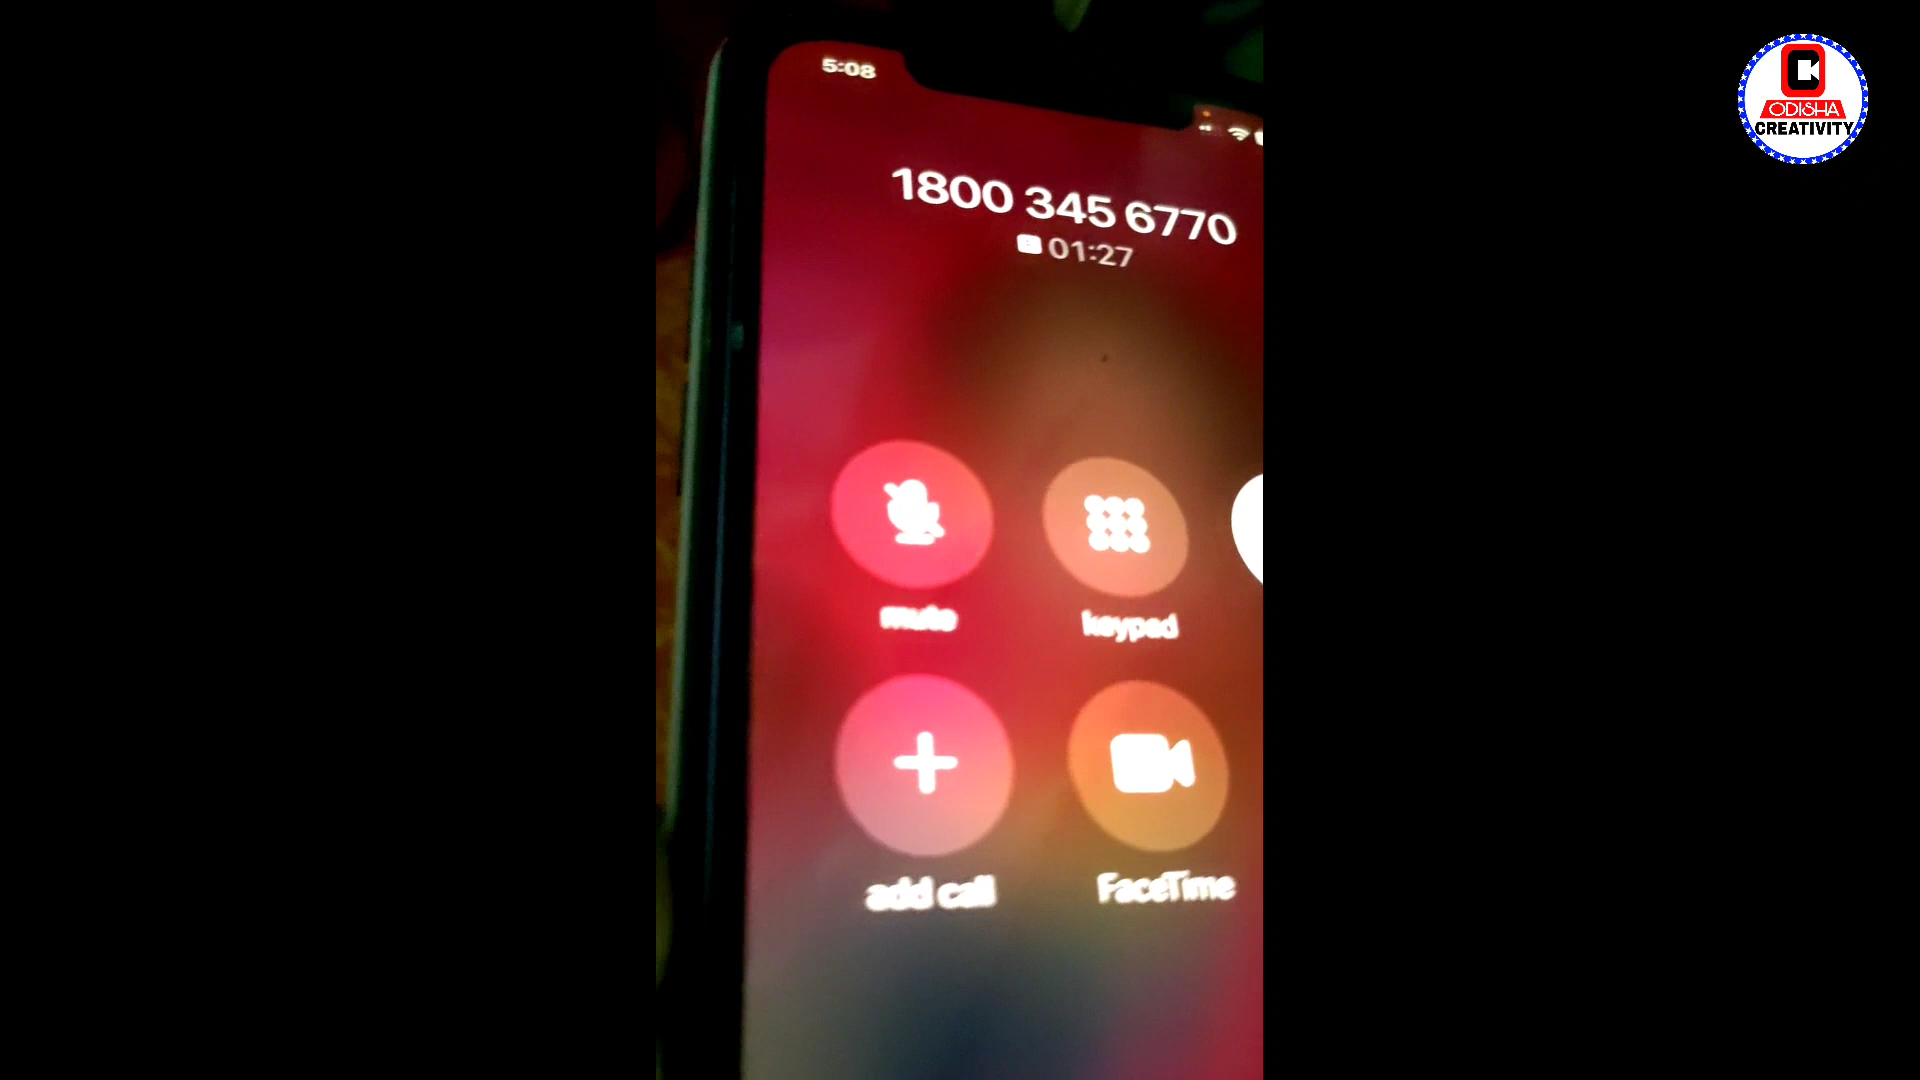 5:08
1800 345 6770
01:27
mute
keypad
add call
FaceTime
ODISHA
CREATIVITY